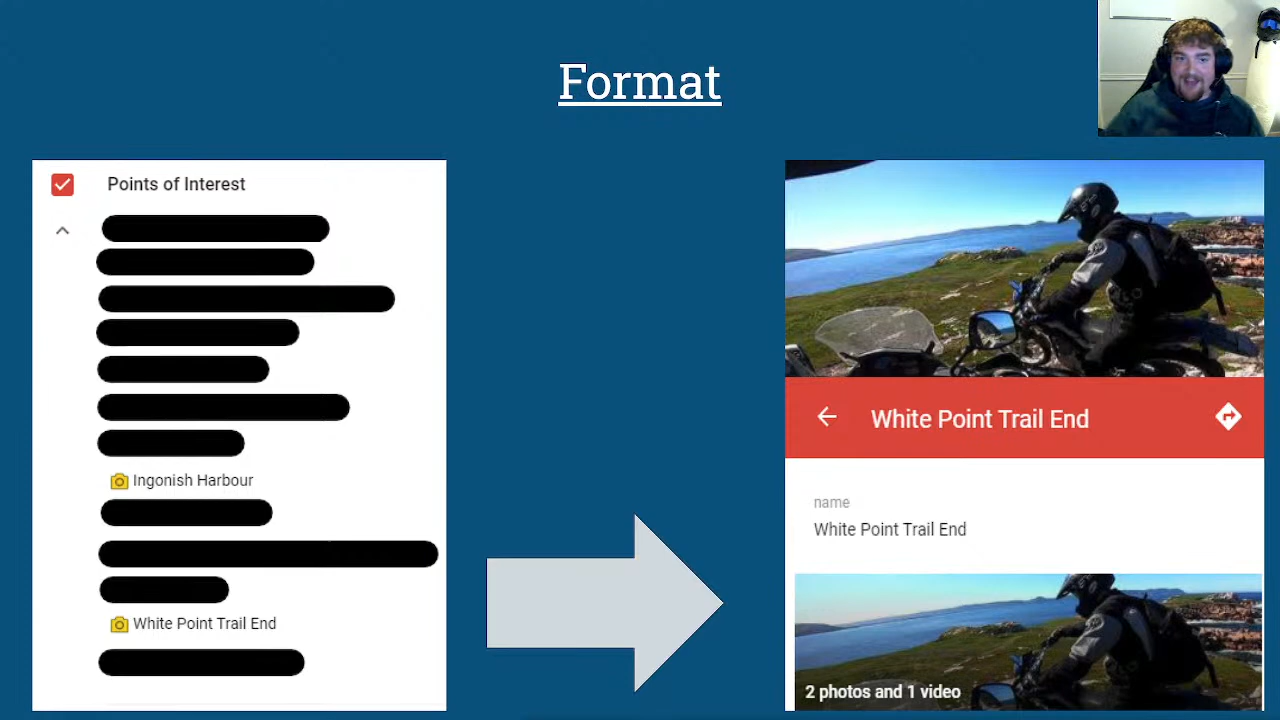 Format
Points of Interest
Ingonish Harbour
White Point Trail End
White Point Trail End
name
White Point Trail End
2 photos and 1 video